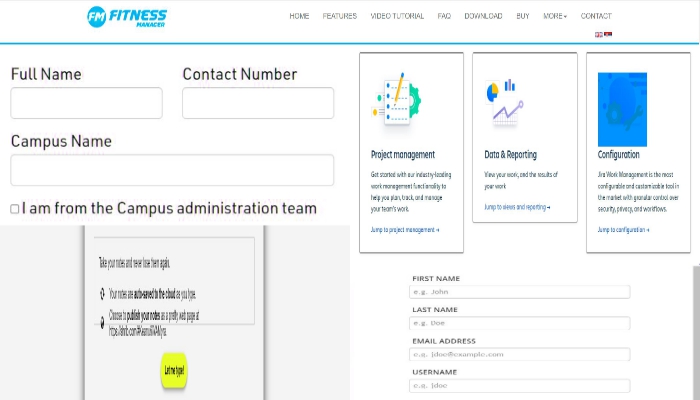 FM FITNESS
MANAGER
HOME FEATURES VIDEO TUTORIAL FAQ DOWNLOAD BUY MORE CONTACT
Full Name Contact Number
Campus Name
I am from the Campus administration team
Project management
Get started with our industry-leading
work management functionality to
help you plan, track, and manage
your team's work.
Jump to project management →
Data & Reporting
View your work, and the results of
your work
Jump to views and reporting →
Configuration
Jira Work Management is the most
configurable and customizable tool in
the market with granular control over
security, privacy, and workflows.
Jump to configuration →
Take your notes and never lose them again.
Your notes are auto-saved to the cloud as you type.
Choose to publish your notes as a pretty web page at
Let me type!
FIRST NAME
e.g. John
LAST NAME
e.g. Doe
EMAIL ADDRESS
e.g. jdoe@example.com
USERNAME
e.g. jdoe